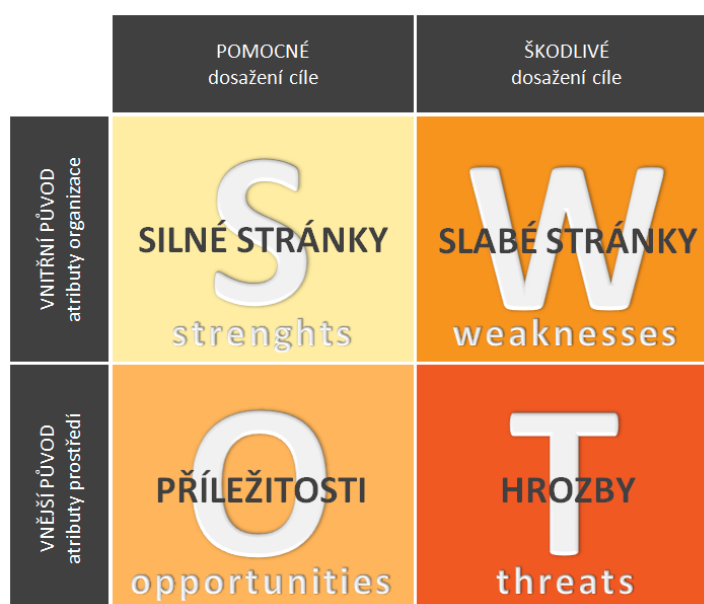 POMOCNÉ
dosažení cíle
ŠKODLIVÉ
dosažení cíle
VNITŘNÍ PŮVOD
atributy organizace
S
SILNÉ STRÁNKY
strenghts
W
SLABÉ STRÁNKY
weaknesses
VNĚJŠÍ PŮVOD
atributy prostředí
O
PŘÍLEŽITOSTI
opportunities
T
HROZBY
threats